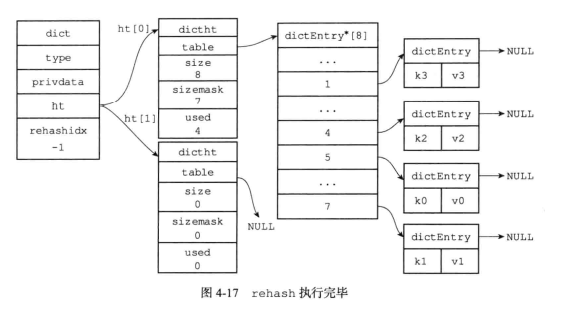 dict
type
privdata
ht
rehashidx
-1
ht[0]
ht[1]
dictht
table
size
8
sizemask
7
used
4
dictht
table
size
0
sizemask
0
used
0
NULL
dictEntry*[8]
...
1
...
4
5
...
7
dictEntry
k3 v3
NULL
dictEntry
k2 v2
NULL
dictEntry
k0 v0
NULL
dictEntry
k1 v1
NULL
图 4-17 rehash 执行完毕